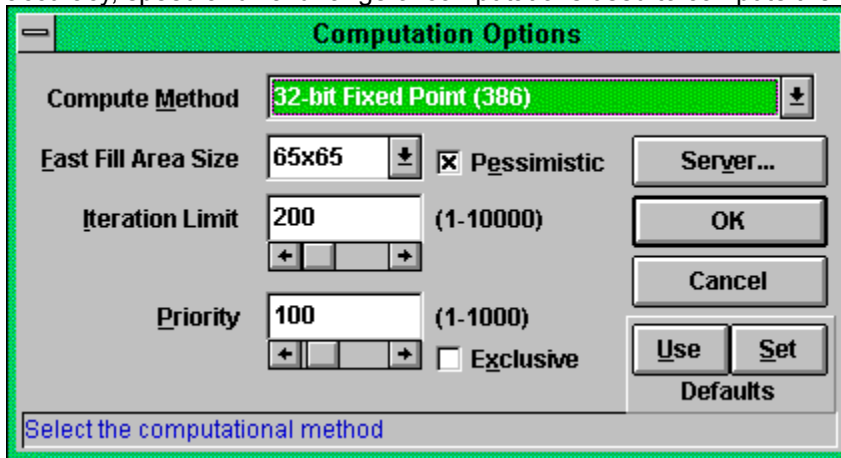 Computation Options
Compute Method 32-bit Fixed Point (386)
Fast Fill Area Size 65x65 Pessimistic Server...
Iteration Limit 200 (1-10000) OK
Cancel
Priority 100 (1-1000)
Exclusive Use Set
Defaults
Select the computational method